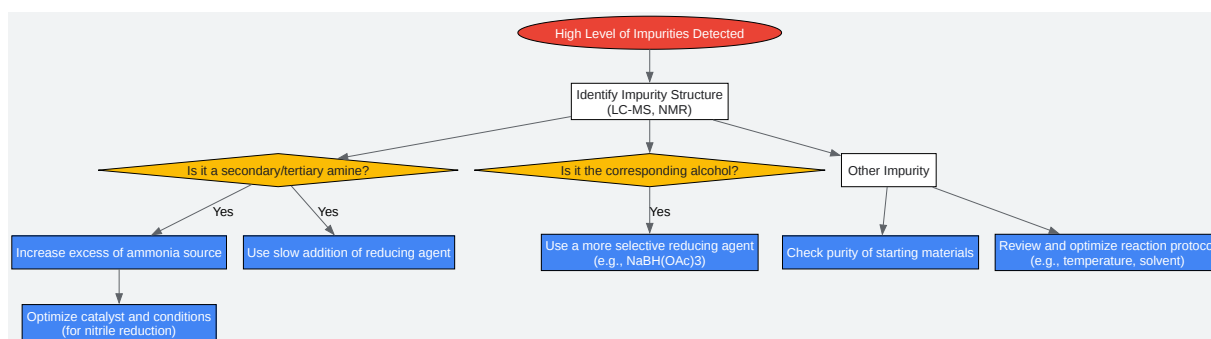 High Level of Impurities Detected
Identify Impurity Structure
(LC-MS, NMR)
Is it a secondary/tertiary amine?
Is it the corresponding alcohol?
Other Impurity
Yes
Yes
Yes
Increase excess of ammonia source
Use slow addition of reducing agent
Use a more selective reducing agent
(e.g., NaBH(OAc)3)
Check purity of starting materials
Review and optimize reaction
(e.g., temperature, solvent)
Optimize catalyst and conditions
(for nitrile reduction)